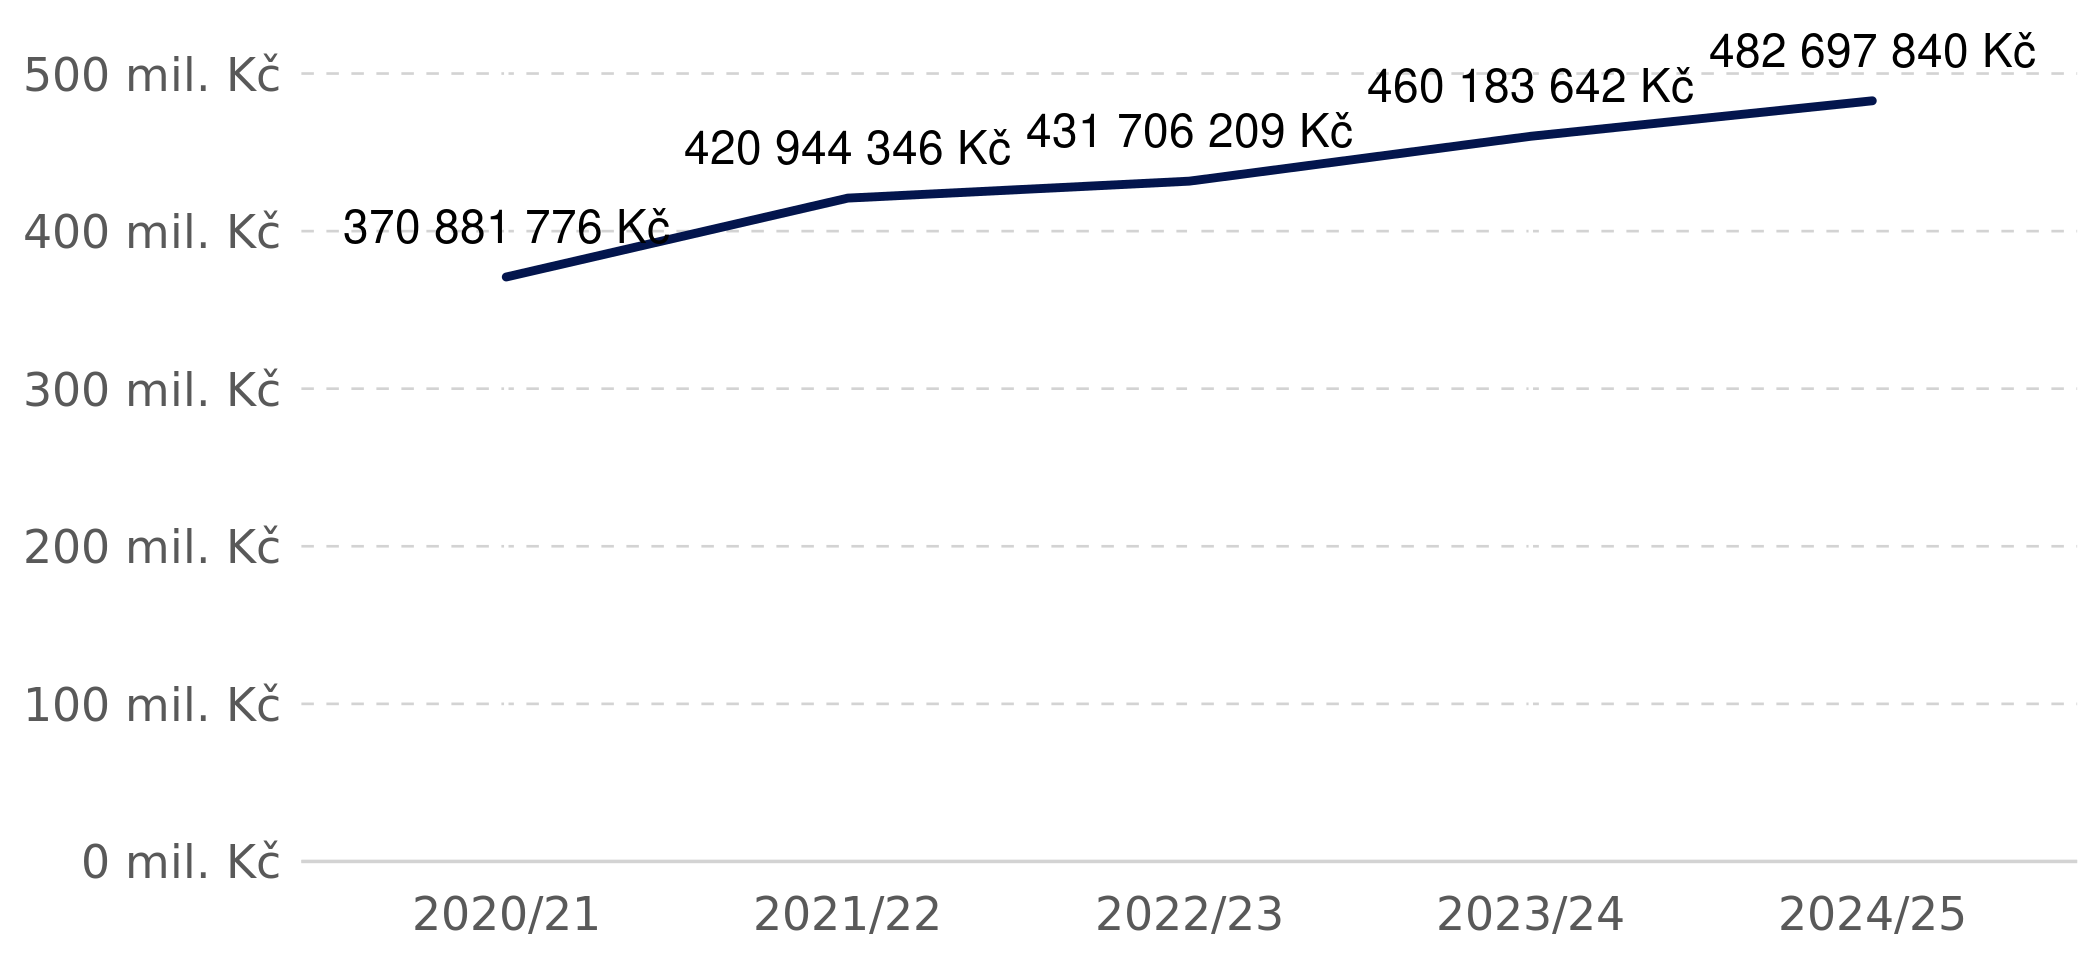 500 mil. Kč
400 mil. Kč
300 mil. Kč
200 mil. Kč
100 mil. Kč
0 mil. Kč
370 881 776 Kč
420 944 346 Kč
431 706 209 Kč
460 183 642 Kč
482 697 840 Kč
2020/21
2021/22
2022/23
2023/24
2024/25